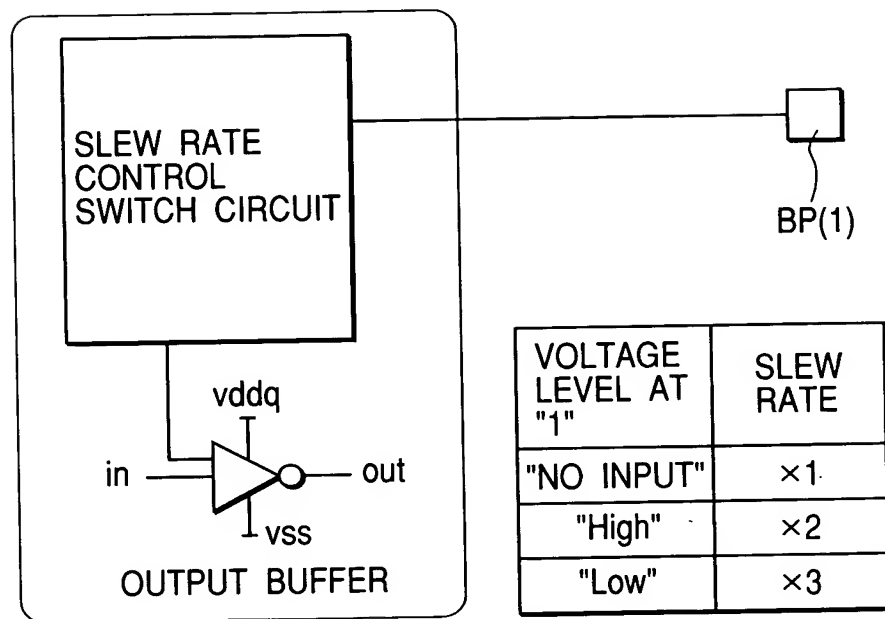 SLEW RATE
CONTROL
SWITCH CIRCUIT
BP(1)
vddq
in
out
vss
OUTPUT BUFFER
VOLTAGE
LEVEL AT
"1"
SLEW
RATE
"NO INPUT" ×1
"High" ×2
"Low" ×3